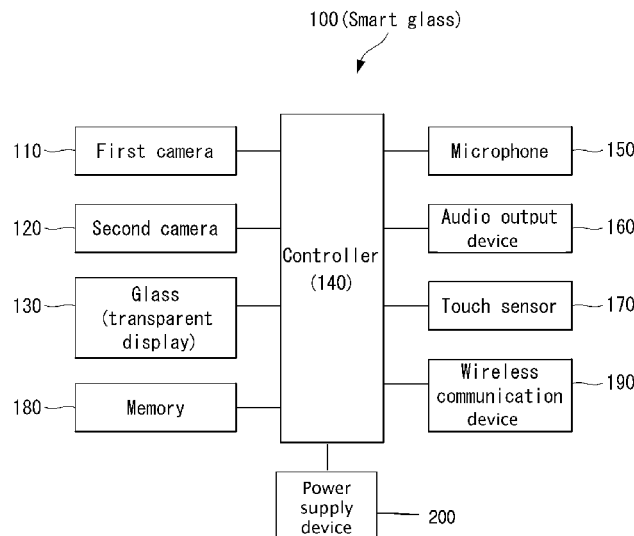 100(Smart glass)
110
First camera
120
Second camera
130
Glass
(transparent
display)
180
Memory
Controller
(140)
Microphone
150
Audio output
device
160
Touch sensor
170
Wireless
communication
device
190
Power
supply
device
200